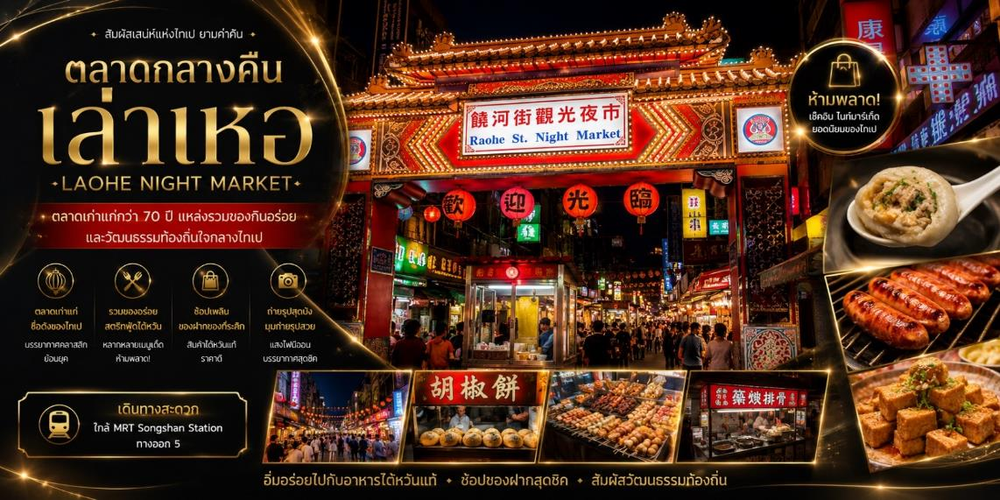 สัมผัสเสน่ห์แห่งไทเป ยามค่ำคืน
ตลาดกลางคืน
เล่าเหอ
LAOHE NIGHT MARKET
ตลาดเก่าแก่กว่า 70 ปี แหล่งรวมของกินอร่อย
และวัฒนธรรมท้องถิ่นใจกลางไทเป
ตลาดเก่าแก่
ชื่อดังของไทเป
บรรยากาศคลาสสิก
ย้อนยุค
รวมของอร่อย
สตรีทฟู้ดไต้หวัน
หลากหลายเมนูเด็ด
ห้ามพลาด!
ช้อปเพลิน
ของฝากของที่ระลึก
สินค้าไต้หวันแท้
ราคาดี
ถ่ายรูปสุดปัง
มุมถ่ายรูปสวย
แสงไฟนีออน
บรรยากาศสุดชิค
เดินทางสะดวก
ใกล้ MRT Songshan Station
ทางออก 5
饒河街觀光夜市
Raohe St. Night Market
歡迎光臨
康
ห้ามพลาด!
เช็คอิน ไนท์มาร์เก็ต
ยอดนิยมของไทเป
胡椒餅
藥燉排骨
อิ่มอร่อยไปกับอาหารไต้หวันแท้ ✦ ช้อปของฝากสุดชิค ✦ สัมผัสวัฒนธรรมท้องถิ่น